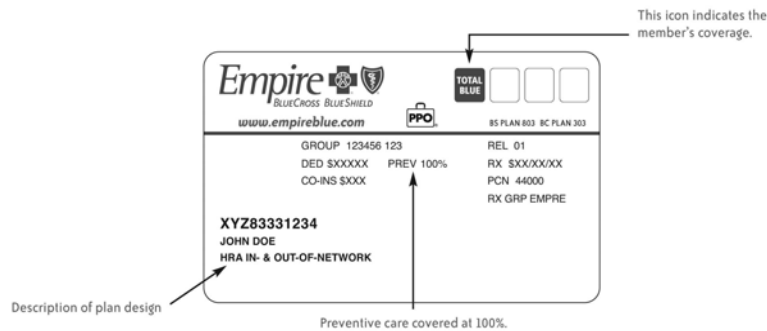 This icon indicates the
member's coverage.
Empire
BLUECROSS BLUESHIELD
www.empireblue.com
PPO
TOTAL
BLUE
BS PLAN 803 BC PLAN 303
GROUP 123456 123
REL 01
DED $XXXXX PREV 100%
RX $XX/XX/XX
CO-INS $XXX
PCN 44000
RX GRP EMPRE
XYZ83331234
JOHN DOE
HRA IN- & OUT-OF-NETWORK
Description of plan design
Preventive care covered at 100%.